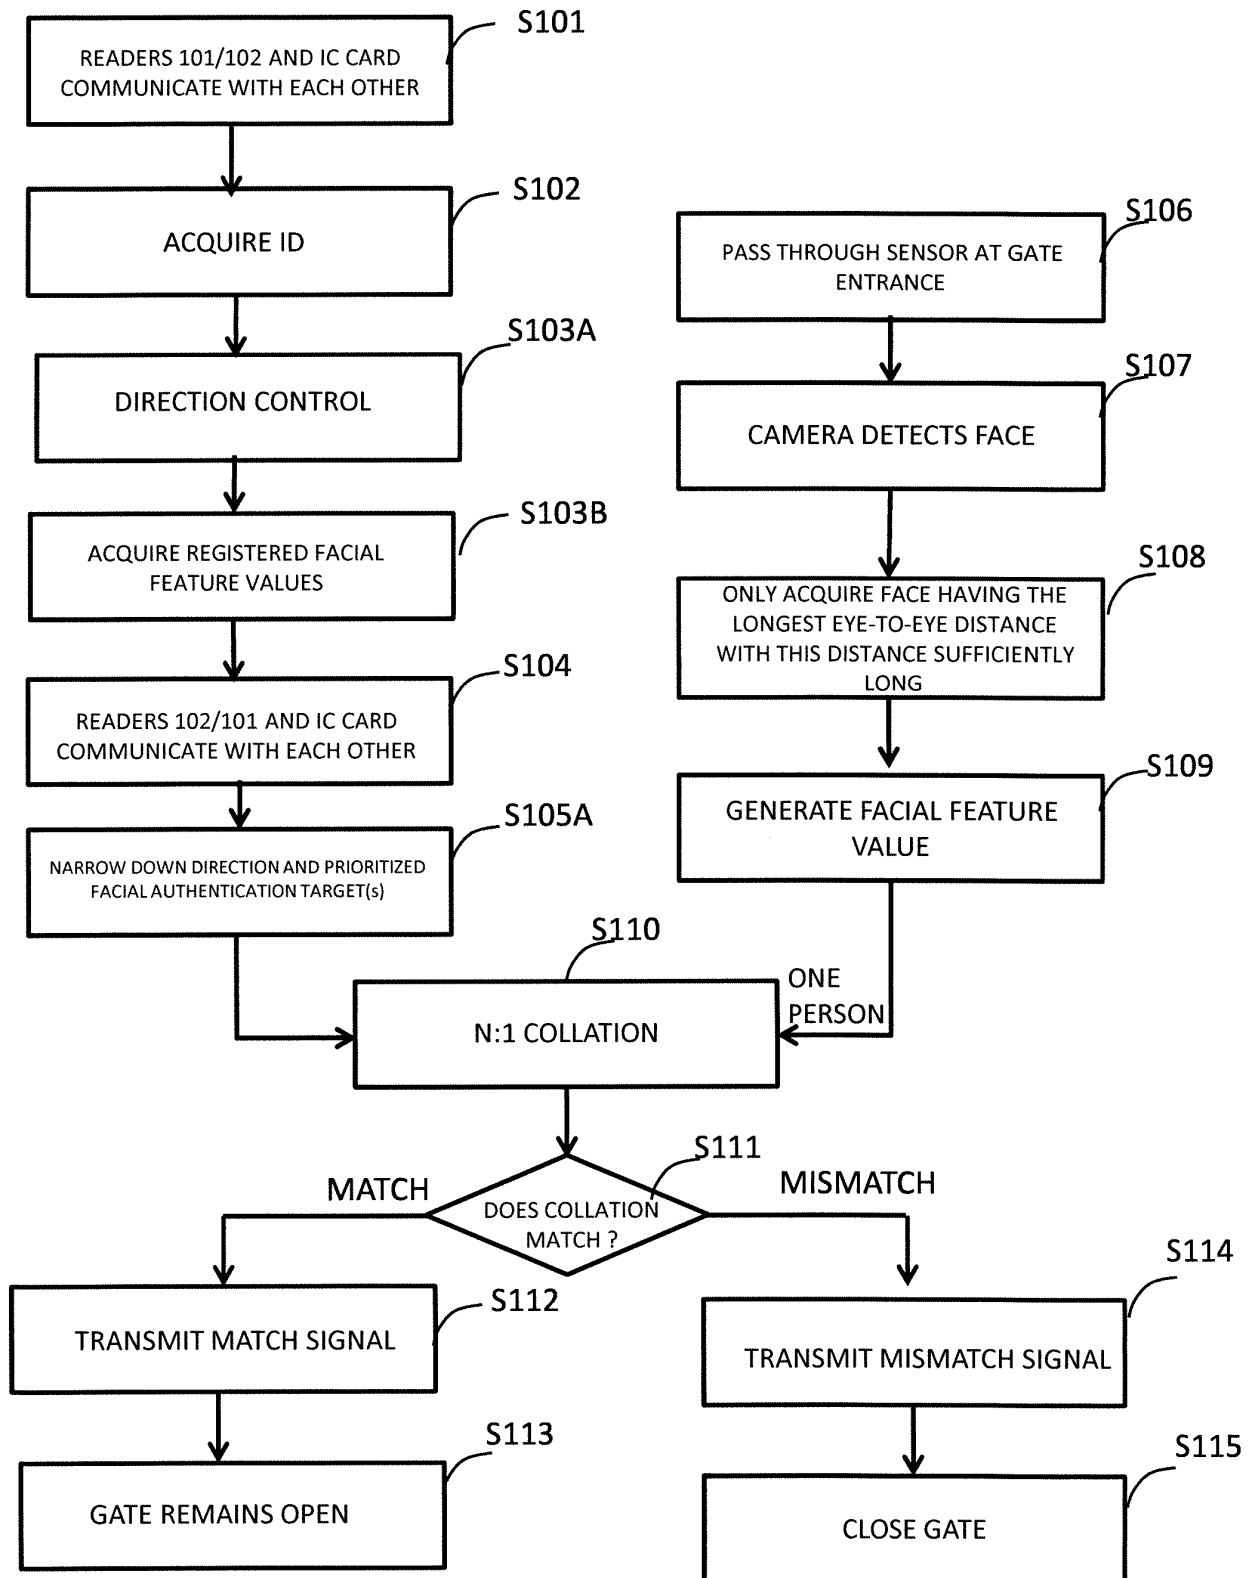 S101
READERS 101/102 AND IC CARD
COMMUNICATE WITH EACH OTHER
S102
ACQUIRE ID
S103A
DIRECTION CONTROL
S103B
ACQUIRE REGISTERED FACIAL
FEATURE VALUES
S104
READERS 102/101 AND IC CARD
COMMUNICATE WITH EACH OTHER
S105A
NARROW DOWN DIRECTION AND PRIORITIZED
FACIAL AUTHENTICATION TARGET(s)
S106
PASS THROUGH SENSOR AT GATE
ENTRANCE
S107
CAMERA DETECTS FACE
S108
ONLY ACQUIRE FACE HAVING THE
LONGEST EYE-TO-EYE DISTANCE
WITH THIS DISTANCE SUFFICIENTLY
LONG
S109
GENERATE FACIAL FEATURE
VALUE
S110
ONE
PERSON
N:1 COLLATION
S111
MATCH
MISMATCH
DOES COLLATION
MATCH ?
S112
TRANSMIT MATCH SIGNAL
S113
GATE REMAINS OPEN
S114
TRANSMIT MISMATCH SIGNAL
S115
CLOSE GATE